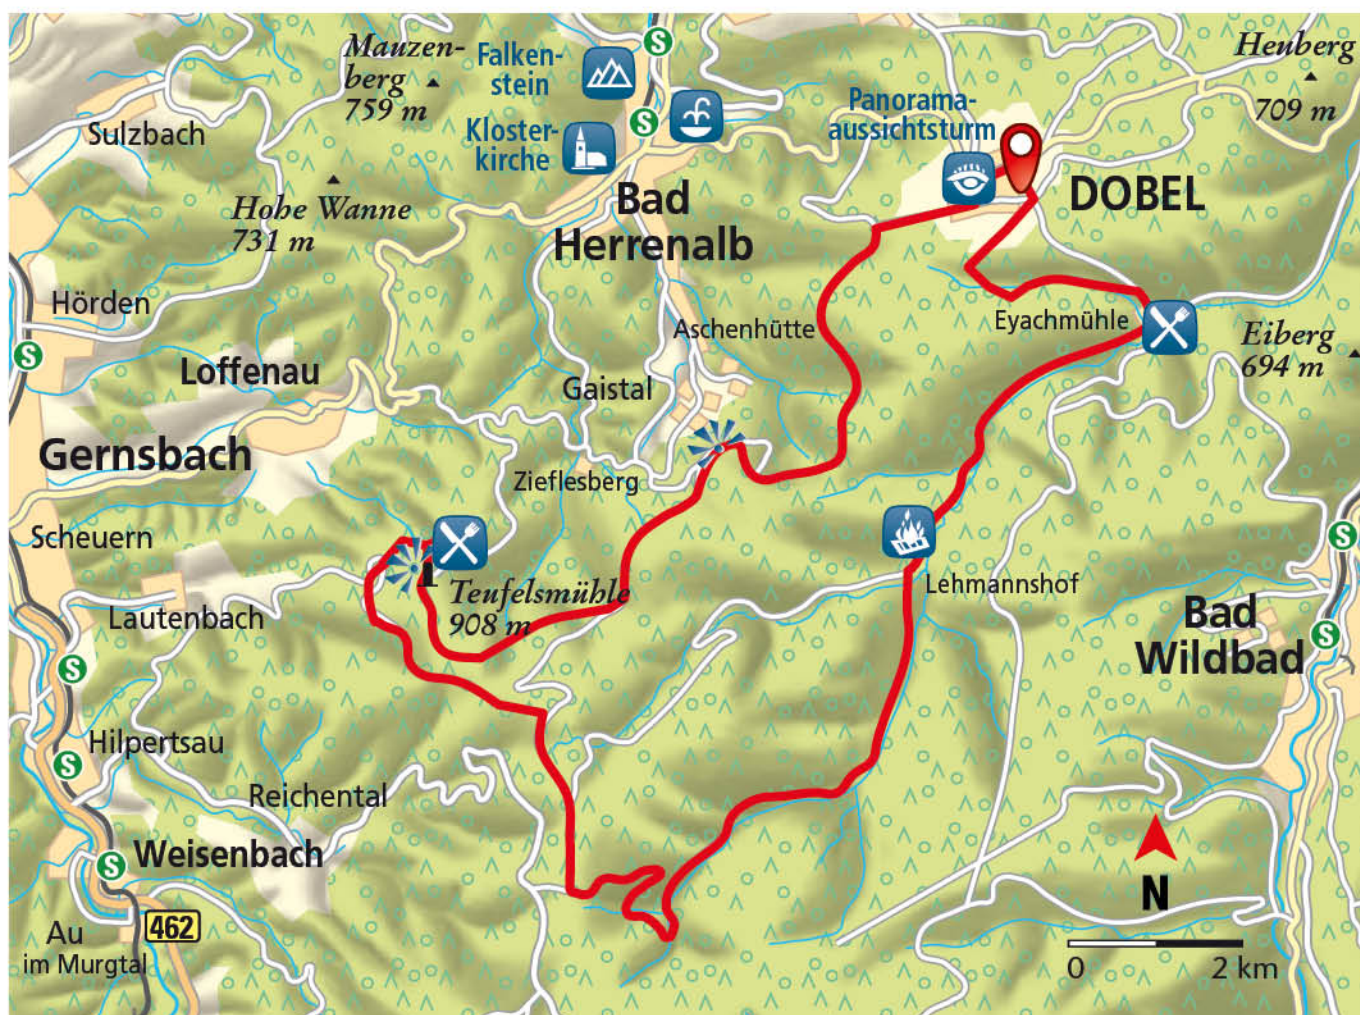 Mauzen-
berg
759 m
Falken-
stein
Kloster-
kirche
Panorama-
aussichtsturm
Heuberg
709 m
Sulzbach
Hohe Wanne
731 m
Bad
Herrenalb
DOBEL
Hörden
Aschenhütte
Eyachmühle
Eiberg
694 m
Loffenau
Gaistal
Gernsbach
Zieflesberg
Scheuern
Lautenbach
Teufelsmühle
908 m
Lehmannshof
Bad
Wildbad
Hilpertsau
Reichental
Weisenbach
Au
im Murgtal
462
N
0 2 km
S
S
S
S
S
S
S
S